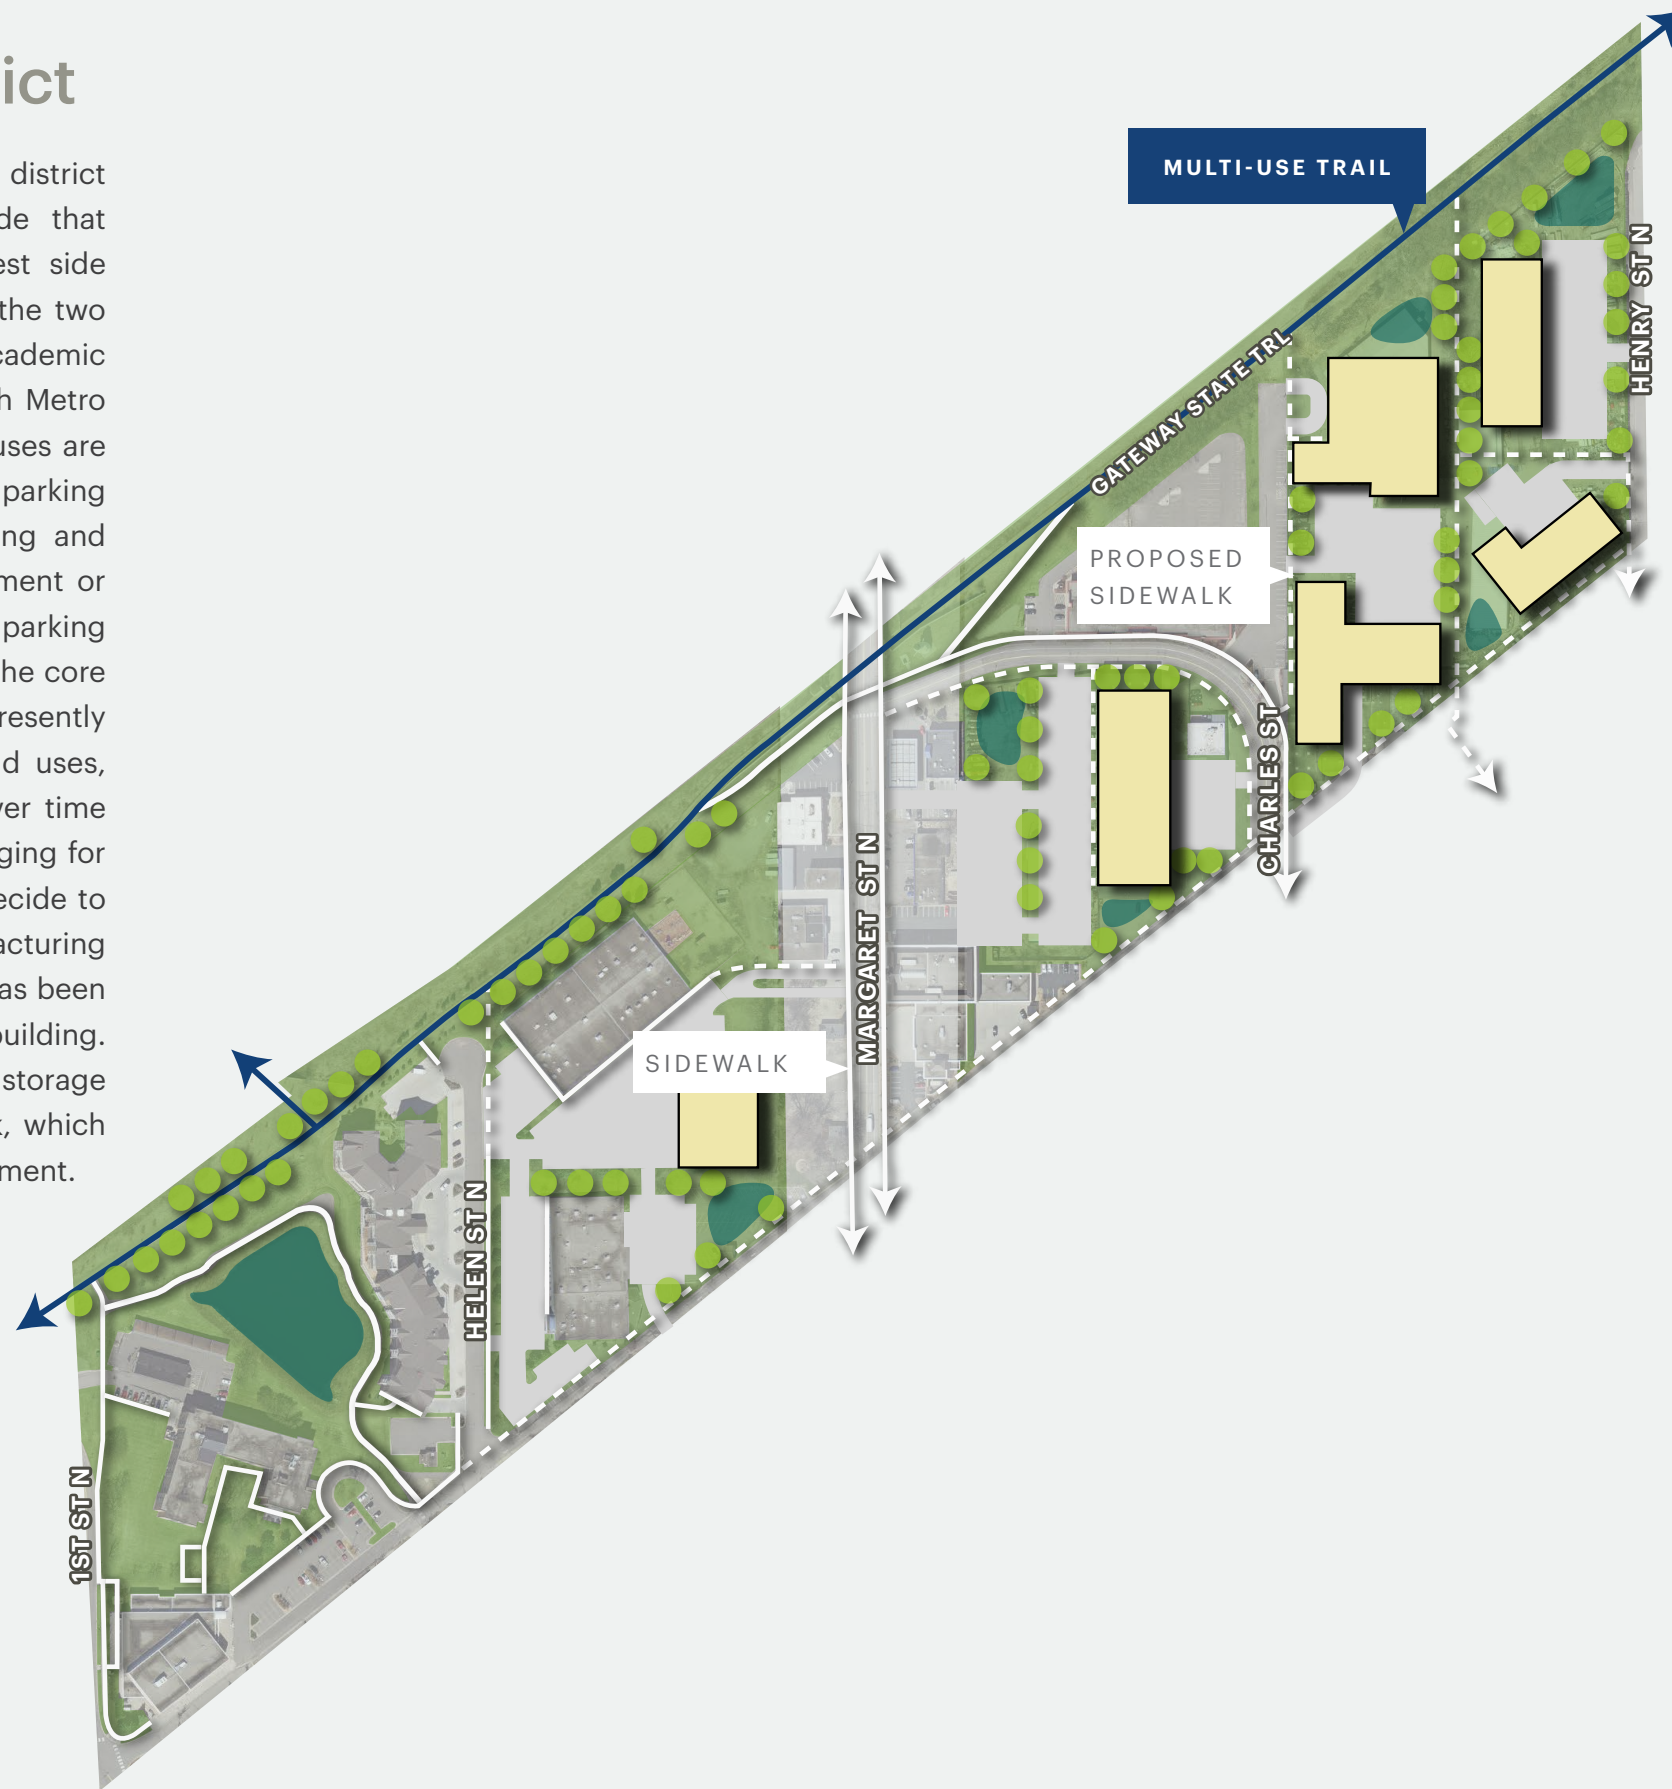 ict
district
de that
est side
the two
cademic
h Metro
uses are
parking
ing and
ment or
parking
he core
resently
d uses,
ver time
ging for
ecide to
acturing
as been
building.
storage
k, which
ment.
MULTI-USE TRAIL
HENRY ST N
GATEWAY STATE TRL
PROPOSED
SIDEWALK
CHARLES ST
MARGARET ST N
SIDEWALK
HELEN ST N
1ST ST N